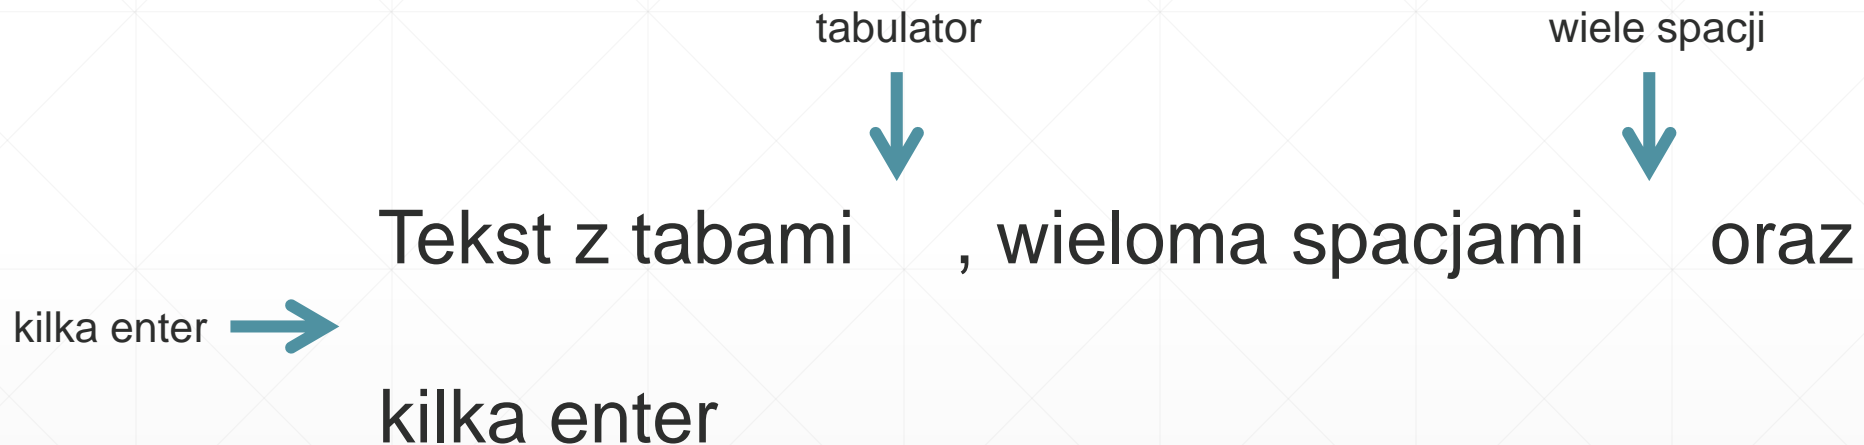 tabulator
wiele spacji
Tekst z tabami    , wieloma spacjami     oraz
kilka enter
kilka enter